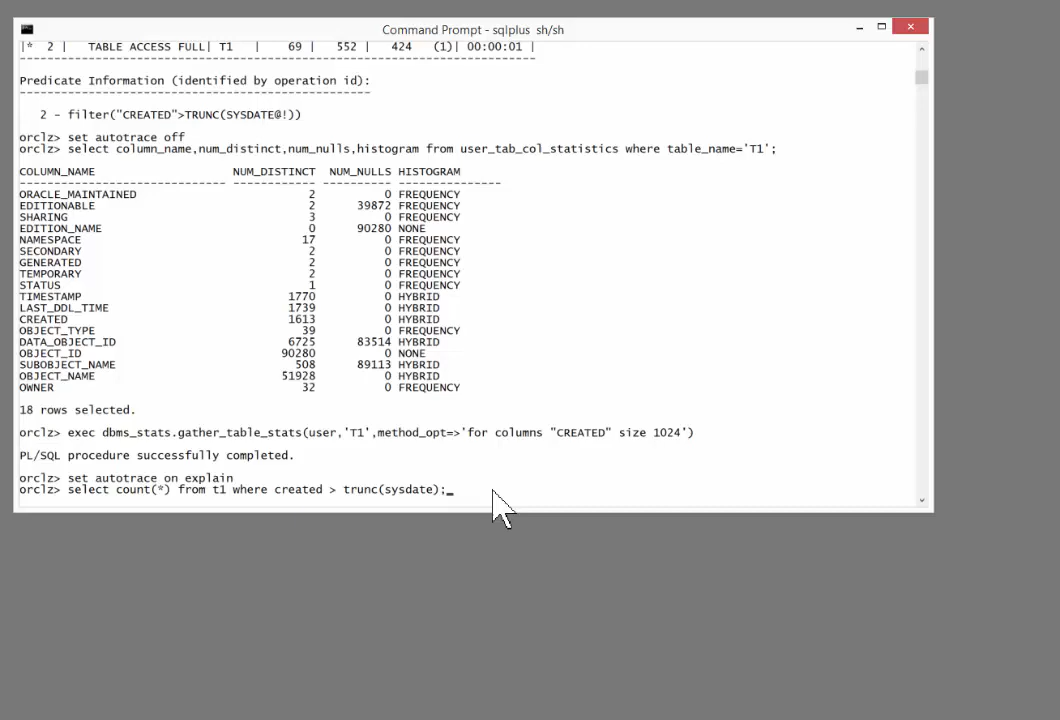 Command Prompt - sqlplus sh/sh
|* 2 | TABLE ACCESS FULL| T1 | 69 | 552 | 424 (1)| 00:00:01 |
---------------------------------------------------------------------------
Predicate Information (identified by operation id):
---------------------------------------------------
2 - filter("CREATED">TRUNC(SYSDATE@!))
orclz> set autotrace off
orclz> select column_name,num_distinct,num_nulls,histogram from user_tab_col_statistics where table_name='T1';
COLUMN_NAME NUM_DISTINCT NUM_NULLS HISTOGRAM
------------------------------ ------------ ---------- ---------------
ORACLE_MAINTAINED 2 0 FREQUENCY
EDITIONABLE 2 39872 FREQUENCY
SHARING 3 0 FREQUENCY
EDITION_NAME 0 90280 NONE
NAMESPACE 17 0 FREQUENCY
SECONDARY 2 0 FREQUENCY
GENERATED 2 0 FREQUENCY
TEMPORARY 2 0 FREQUENCY
STATUS 1 0 FREQUENCY
TIMESTAMP 1770 0 HYBRID
LAST_DDL_TIME 1739 0 HYBRID
CREATED 1613 0 HYBRID
OBJECT_TYPE 39 0 FREQUENCY
DATA_OBJECT_ID 6725 83514 HYBRID
OBJECT_ID 90280 0 NONE
SUBOBJECT_NAME 508 89113 HYBRID
OBJECT_NAME 51928 0 HYBRID
OWNER 32 0 FREQUENCY
18 rows selected.
orclz> exec dbms_stats.gather_table_stats(user,'T1',method_opt=>'for columns "CREATED" size 1024')
PL/SQL procedure successfully completed.
orclz> set autotrace on explain
orclz> select count(*) from t1 where created > trunc(sysdate);_